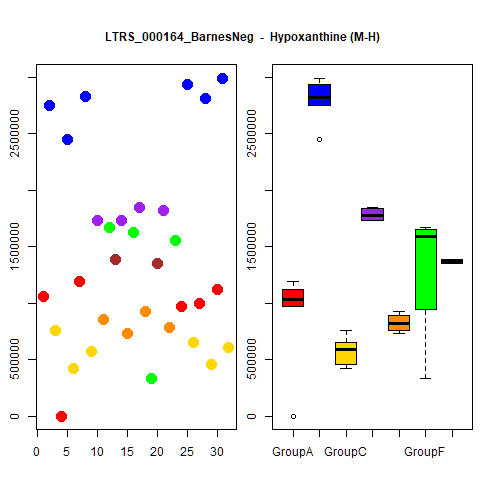 LTRS_000164_BarnesNeg - Hypoxanthine (M-H)
2500000
1500000
500000
0
0 5 10 15 20 25 30
2500000
1500000
500000
0
GroupA GroupC GroupF